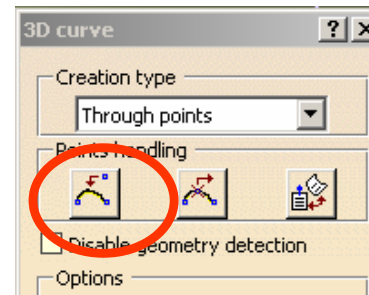 3D curve ? X
Creation type
Through points
Points handling
Disable geometry detection
Options